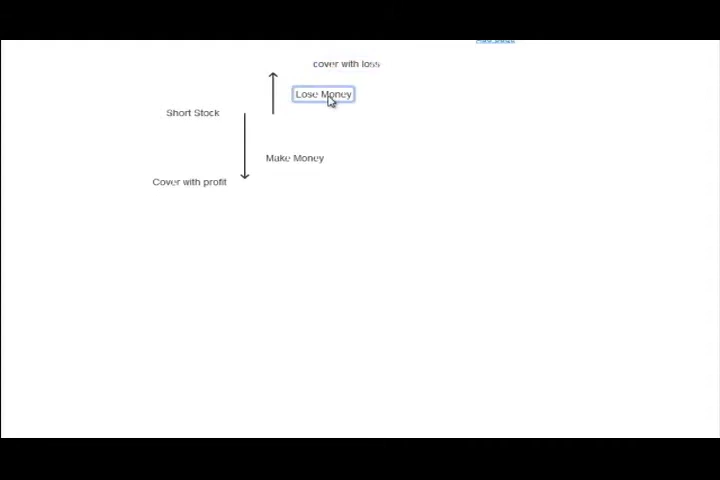 cover with loss
Lose Money
Short Stock
Make Money
Cover with profit